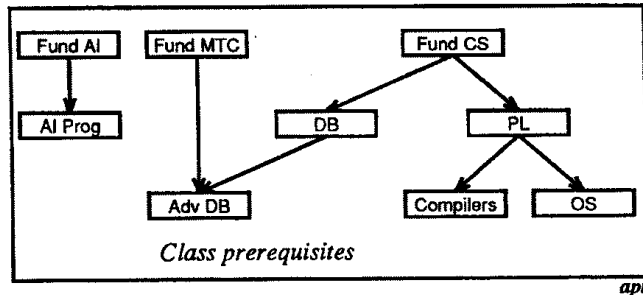 Fund AI
Fund MTC
Fund CS
AI Prog
DB
PL
Adv DB
Compilers
OS
Class prerequisites